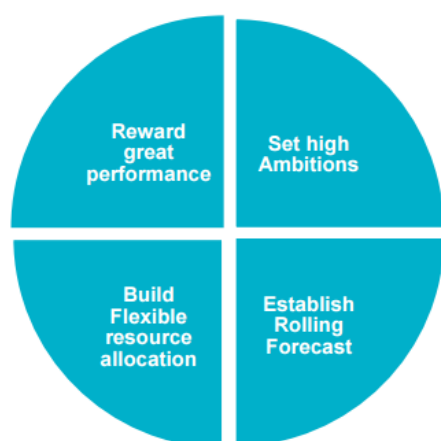 Reward
great
performance
Set high
Ambitions
Build
Flexible
resource
allocation
Establish
Rolling
Forecast